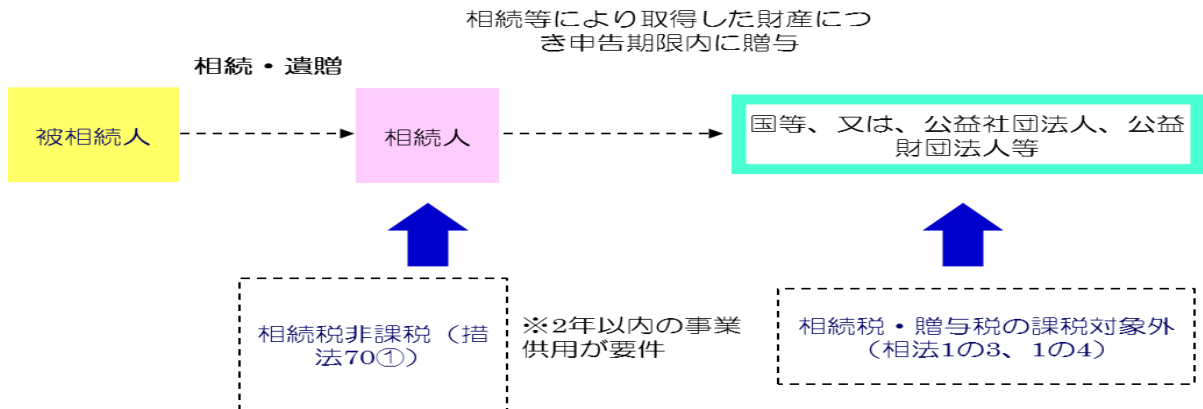 相続等により取得した財産につ
き申告期限内に贈与
相続・遺贈
被相続人
相続人
国等、又は、公益社団法人、公益
財団法人等
相続税非課税（措
法70①）
※2年以内の事業
供用が要件
相続税・贈与税の課税対象外
（相法1の3、1の4）